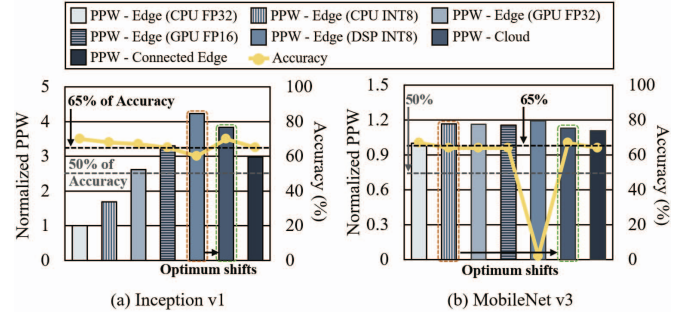 PPW - Edge (CPU FP32) PPW - Edge (CPU INT8) PPW - Edge (GPU FP32)
PPW - Edge (GPU FP16) PPW - Edge (DSP INT8) PPW - Cloud
PPW - Connected Edge Accuracy
Normalized PPW
5
4
3
2
1
0
65% of Accuracy
50% of
Accuracy
100
80
60
40
20
0
Accuracy (%)
Optimum shifts
(a) Inception v1
Normalized PPW
1.5
1.2
0.9
0.6
0.3
0
50%
65%
100
80
60
40
20
0
Accuracy (%)
Optimum shifts
(b) MobileNet v3